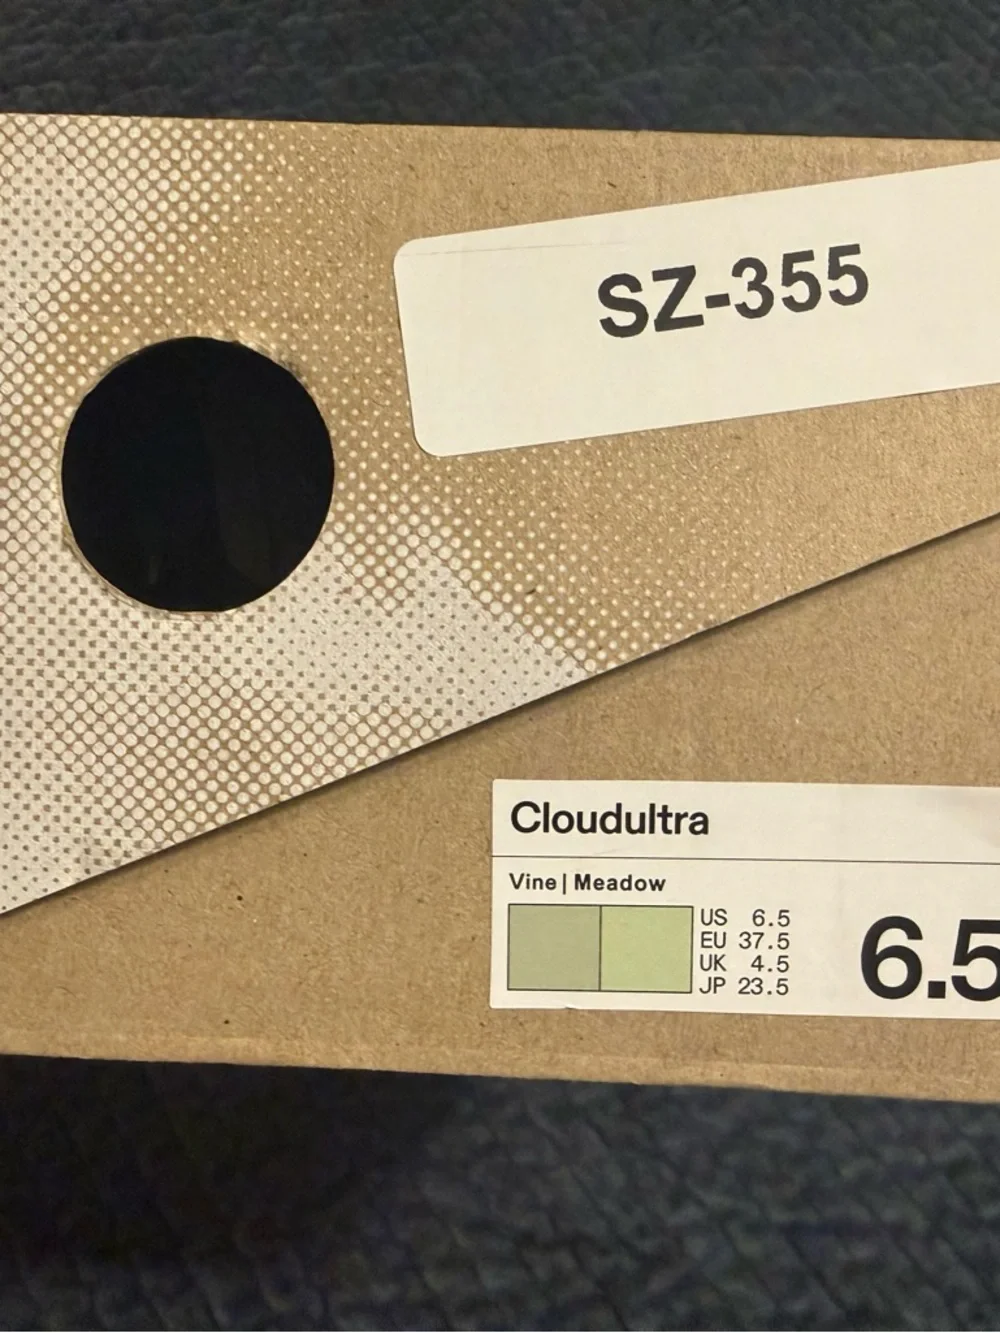 SZ-355
Cloudultra
Vine | Meadow
US 6.5
EU 37.5
UK 4.5
JP 23.5
6.5